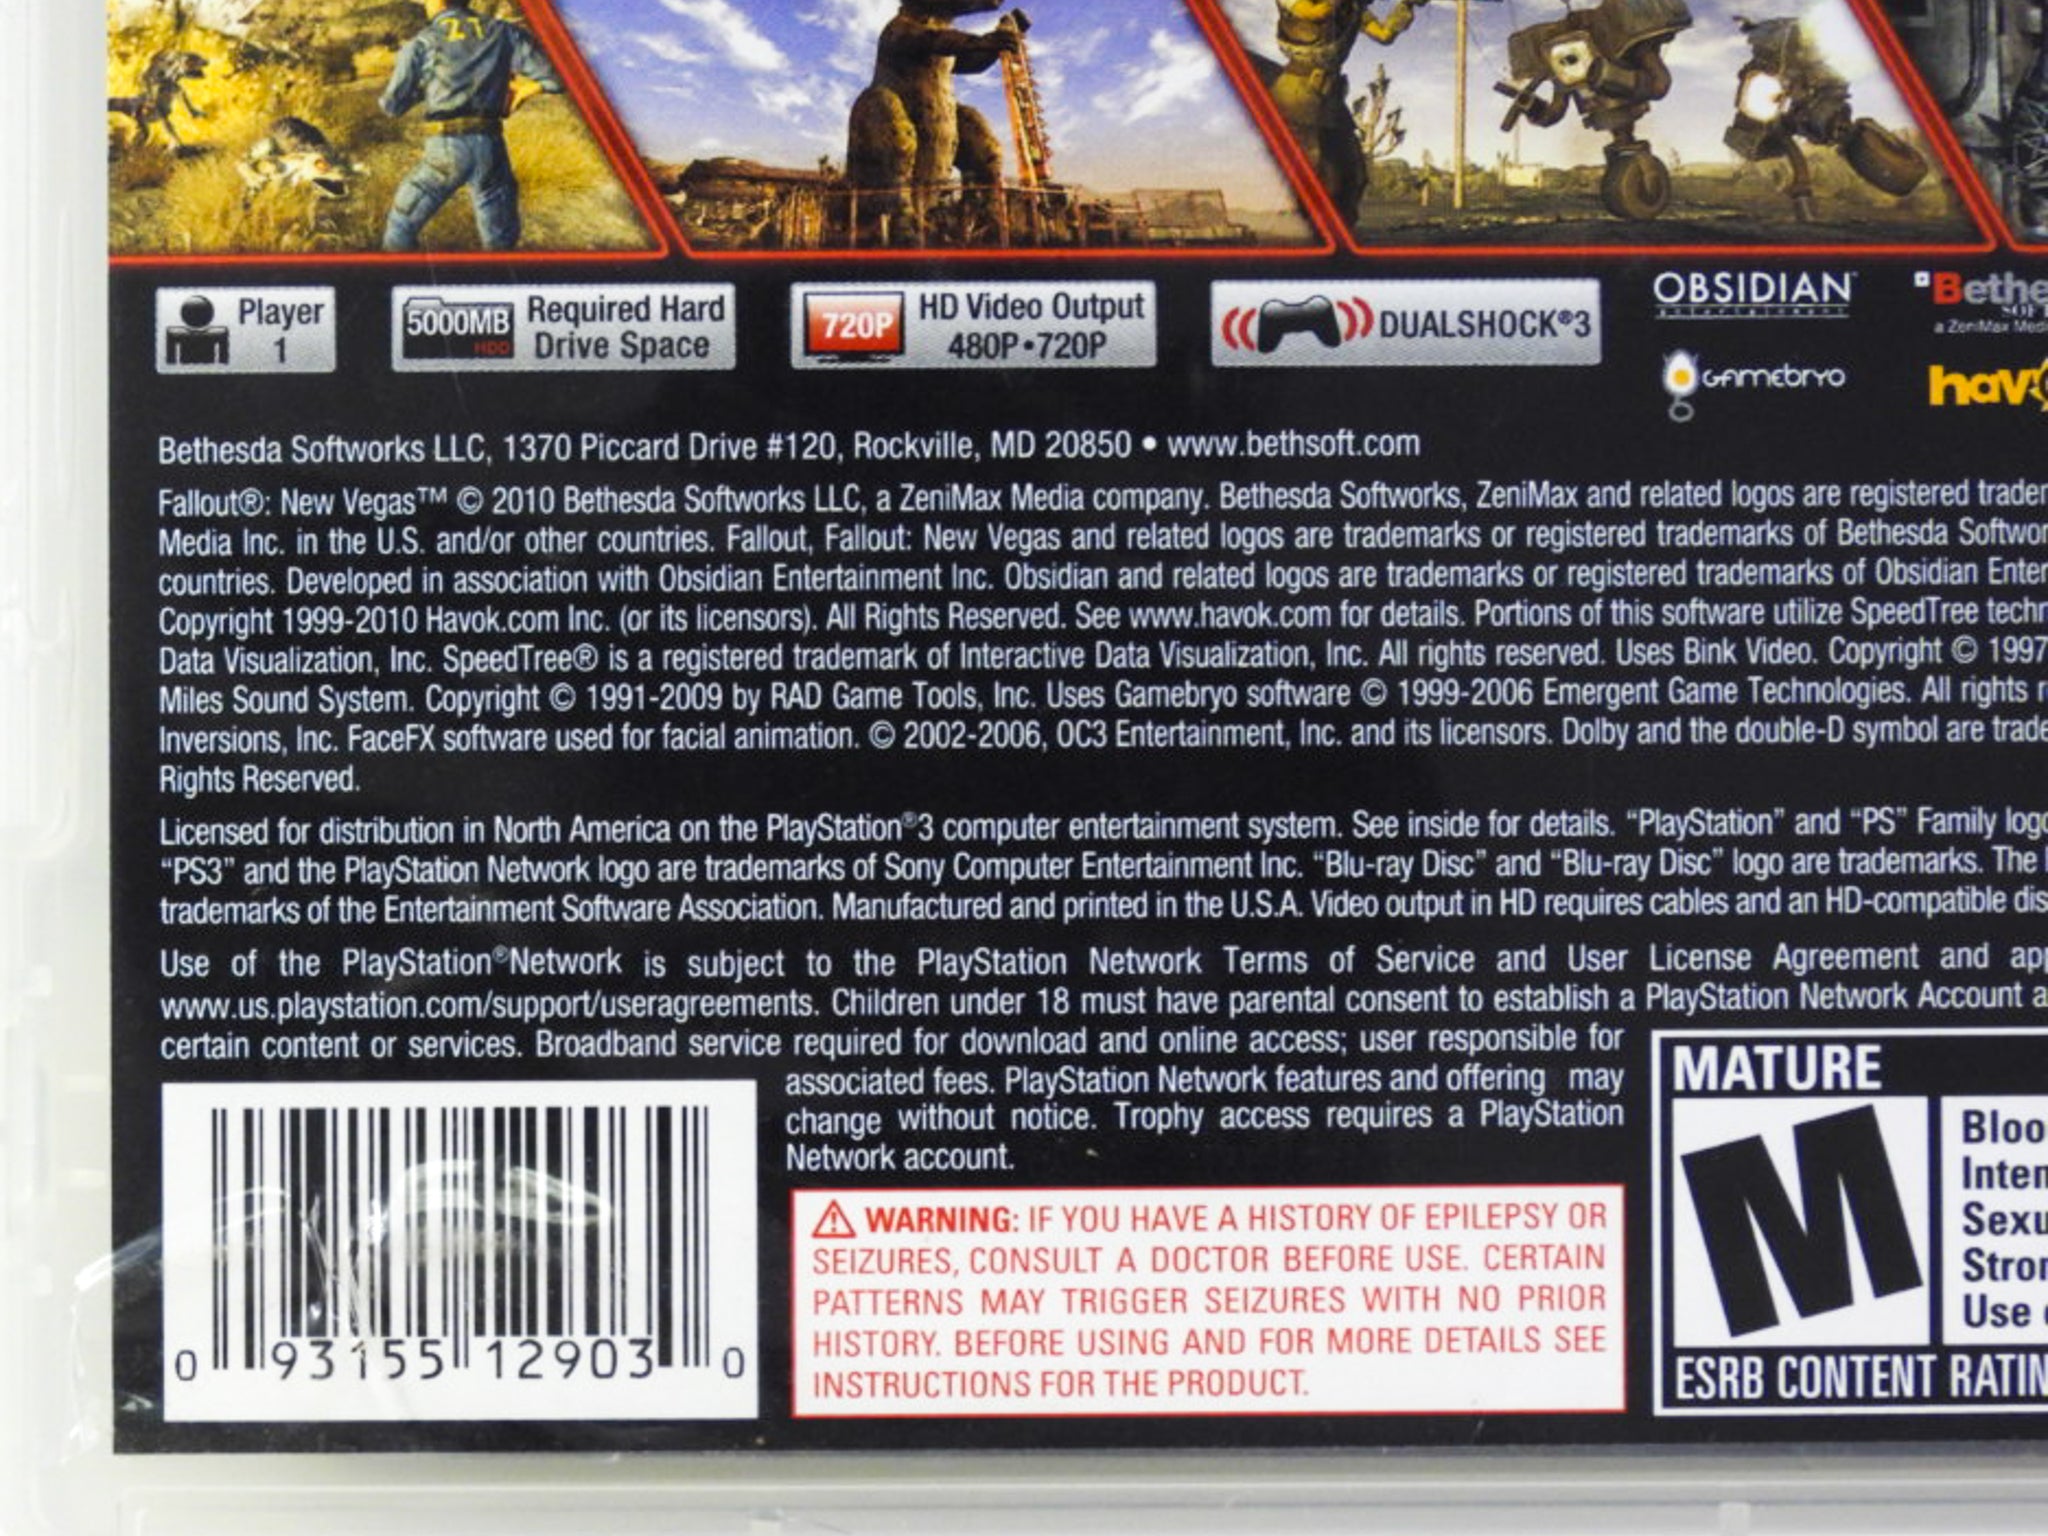 21
Player
1
5000MB
HDD
Required Hard
Drive Space
720P
HD Video Output
480P•720P
DUALSHOCK®3
OBSIDIAN
entertainment
a ZeniMax
GAMEBRYO
Bethesda Softworks LLC, 1370 Piccard Drive #120, Rockville, MD 20850 • www.bethsoft.com
Fallout®: New Vegas™ © 2010 Bethesda Softworks LLC, a ZeniMax Media company. Bethesda Softworks, ZeniMax and related logos are registered
Media Inc. in the U.S. and/or other countries. Fallout, Fallout: New Vegas and related logos are trademarks or registered trademarks of Bethesda
countries. Developed in association with Obsidian Entertainment Inc. Obsidian and related logos are trademarks or registered trademarks of Obsidian
Copyright 1999-2010 Havok.com Inc. (or its licensors). All Rights Reserved. See www.havok.com for details. Portions of this software utilize SpeedTree
Data Visualization, Inc. SpeedTree® is a registered trademark of Interactive Data Visualization, Inc. All rights reserved. Uses Bink Video. Copyright © 1997
Miles Sound System. Copyright © 1991-2009 by RAD Game Tools, Inc. Uses Gamebryo software © 1999-2006 Emergent Game Technologies. All rights
Inversions, Inc. FaceFX software used for facial animation. © 2002-2006, OC3 Entertainment, Inc. and its licensors. Dolby and the double-D symbol are
Rights Reserved.
Licensed for distribution in North America on the PlayStation®3 computer entertainment system. See inside for details. “PlayStation” and “PS” Family
“PS3” and the PlayStation Network logo are trademarks of Sony Computer Entertainment Inc. “Blu-ray Disc” and “Blu-ray Disc” logo are trademarks. The
trademarks of the Entertainment Software Association. Manufactured and printed in the U.S.A. Video output in HD requires cables and an HD-compatible
Use of the PlayStation®Network is subject to the PlayStation Network Terms of Service and User License Agreement and
www.us.playstation.com/support/useragreements. Children under 18 must have parental consent to establish a PlayStation Network Account
certain content or services. Broadband service required for download and online access; user responsible for
associated fees. PlayStation Network features and offering may
change without notice. Trophy access requires a PlayStation
Network account.
0 93155 12903 0
WARNING: IF YOU HAVE A HISTORY OF EPILEPSY OR
SEIZURES, CONSULT A DOCTOR BEFORE USE. CERTAIN
PATTERNS MAY TRIGGER SEIZURES WITH NO PRIOR
HISTORY. BEFORE USING AND FOR MORE DETAILS SEE
INSTRUCTIONS FOR THE PRODUCT.
MATURE
M
Use
ESRB CONTENT